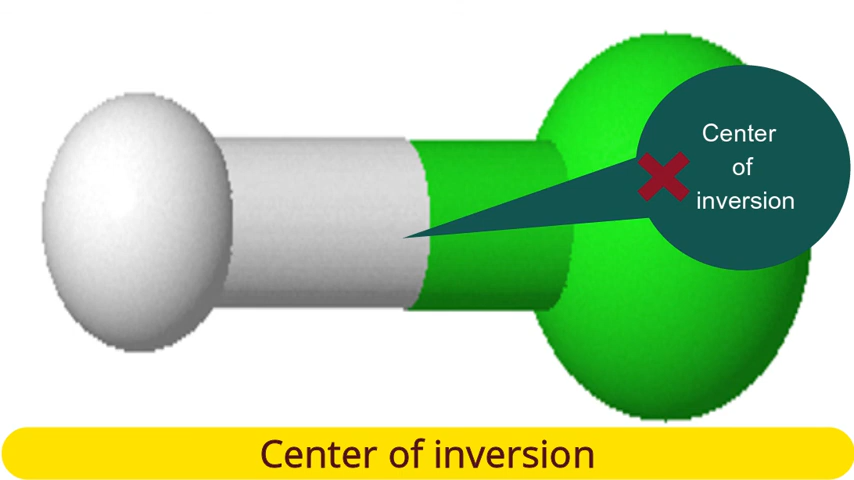 Center
of
inversion
Center of inversion